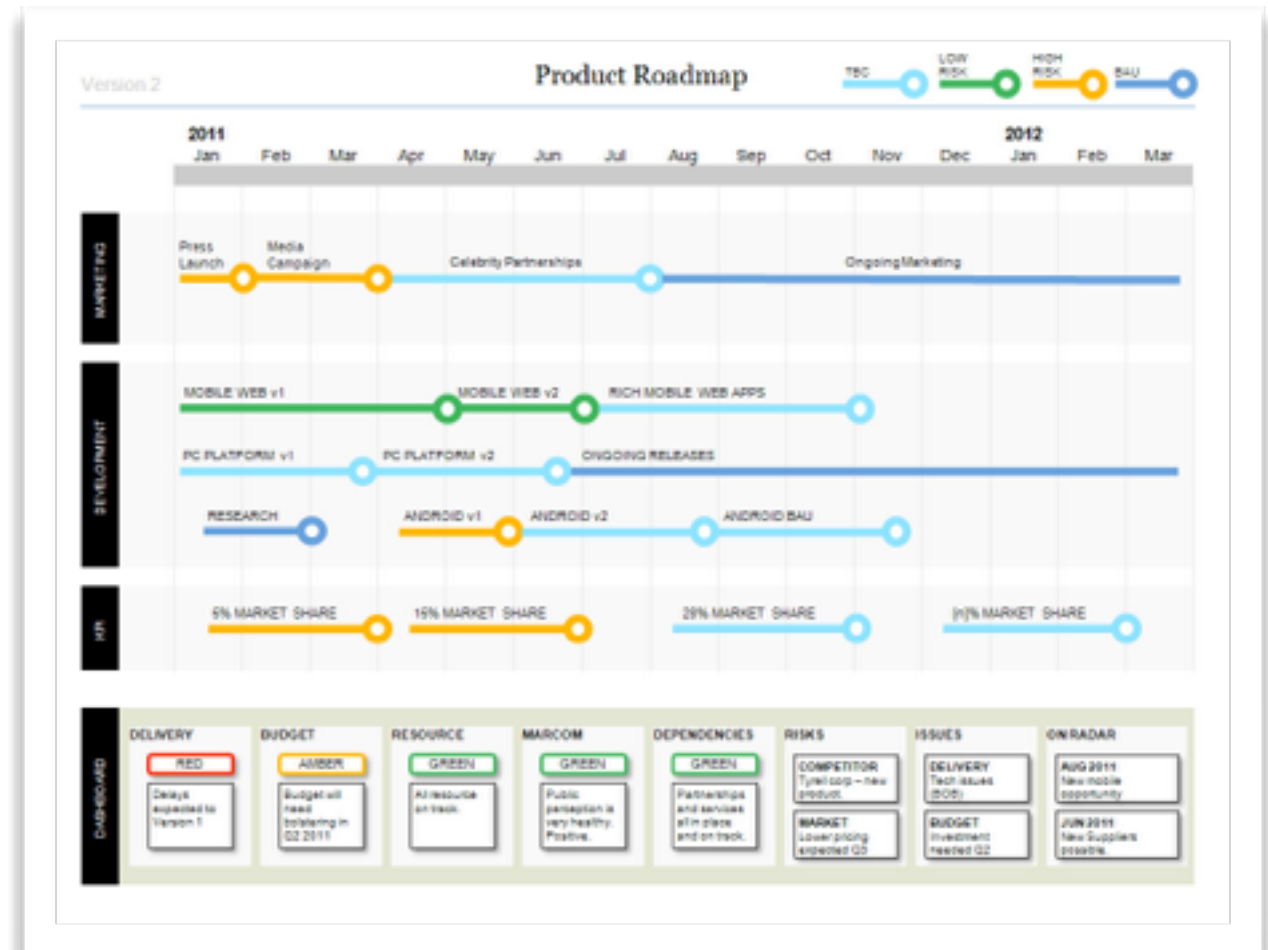 Version 2
Product Roadmap
TBC
LOW
RISK
HIGH
RISK
BAU
2011
2012
Jan Feb Mar Apr May Jun Jul Aug Sep Oct Nov Dec Jan Feb Mar
MARKETING
Press
Launch
Media
Campaign
Celebrity Partnerships
Ongoing Marketing
DEVELOPMENT
MOBILE WEB v1
MOBILE WEB v2
RICH MOBILE WEB APPS
PC PLATFORM v1
PC PLATFORM v2
ONGOING RELEASES
RESEARCH
ANDROID v1
ANDROID v2
ANDROID BAU
KPI
5% MARKET SHARE
15% MARKET SHARE
MARKET SHARE
[n]% MARKET SHARE
DASHBOARD
DELIVERY
RED
Delays
expected to
Version 1
BUDGET
AMBER
Budget will
need
bolstering in
Q2 2011
RESOURCE
GREEN
All resource
on track.
MARCOM
GREEN
Public
perception is
very healthy.
Positive.
DEPENDENCIES
GREEN
Partnerships
and services
all in place
and on track.
RISKS
COMPETITOR
Tyrell corp – new
product.
MARKET
Lower pricing
expected Q3
ISSUES
DELIVERY
Tech issues
BUDGET
Investment
needed Q2
ON RADAR
AUG 2011
New mobile
opportunity
JUN 2011
New Suppliers
possible.